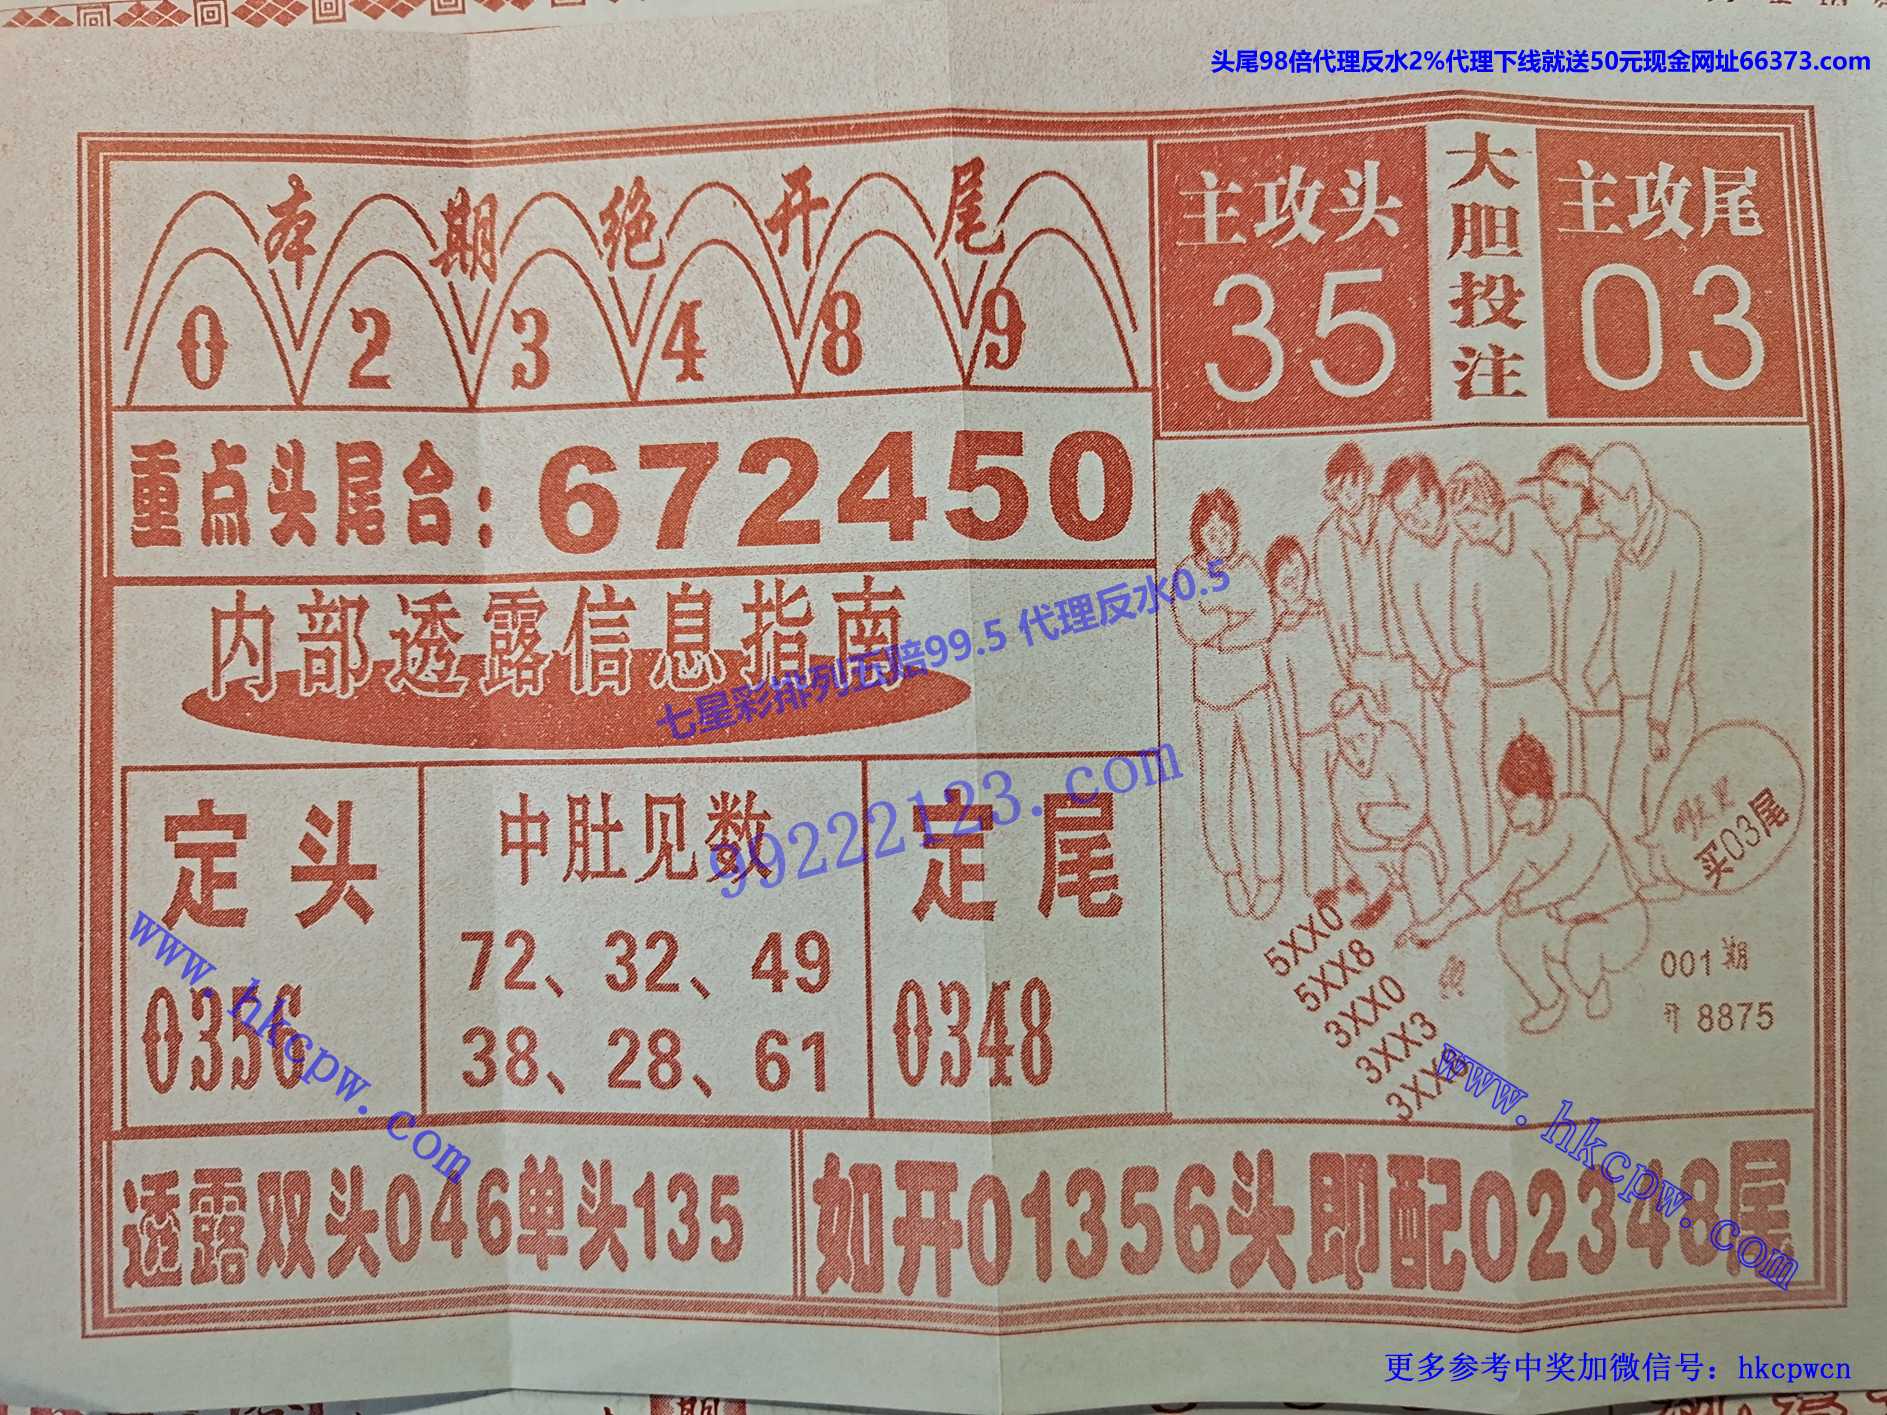 头尾98倍代理反水2%代理下线就送50元现金网址66373.com
本期绝开尾
0 2 3 4 8 9
主攻头
35
大胆投注
主攻尾
03
重点头尾台：672450
内部透露信息指南
七星彩排列五赔99.5 代理反水0.5
99222123.com
定头
0356
中肚见数
72、32、49
38、28、61
定尾
0348
买03尾
5XX0
5XX8
3XX0
3XX3
3XX8
001期
开 8875
www.hkcpw.com
www.hkcpw.com
透露双头046单头135
如开01356头即配02348尾
更多参考中奖加微信号：hkcpwcn
期